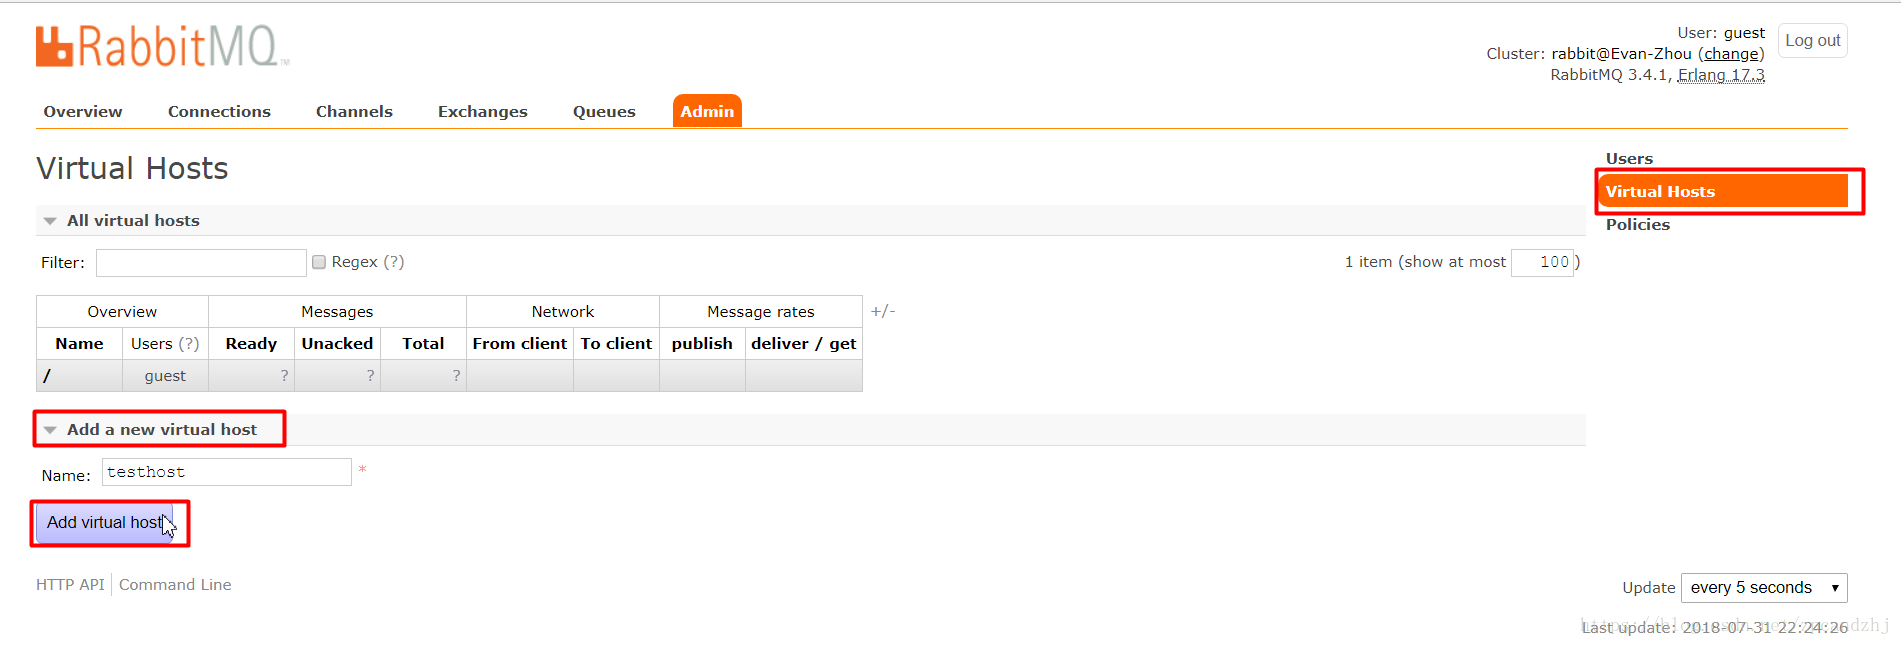 RabbitMQ™
User: guest
Log out
Cluster: rabbit@Evan-Zhou (change)
RabbitMQ 3.4.1, Erlang 17.3
Overview Connections Channels Exchanges Queues Admin
Virtual Hosts
Users
Virtual Hosts
Policies
All virtual hosts
Filter: Regex (?) 1 item (show at most 100 )
Overview Messages Network Message rates +/-
Name Users (?) Ready Unacked Total From client To client publish deliver / get
/ guest ? ? ?
Add a new virtual host
Name: testhost *
Add virtual host
HTTP API Command Line
Update every 5 seconds
Last update: 2018-07-31 22:24:26